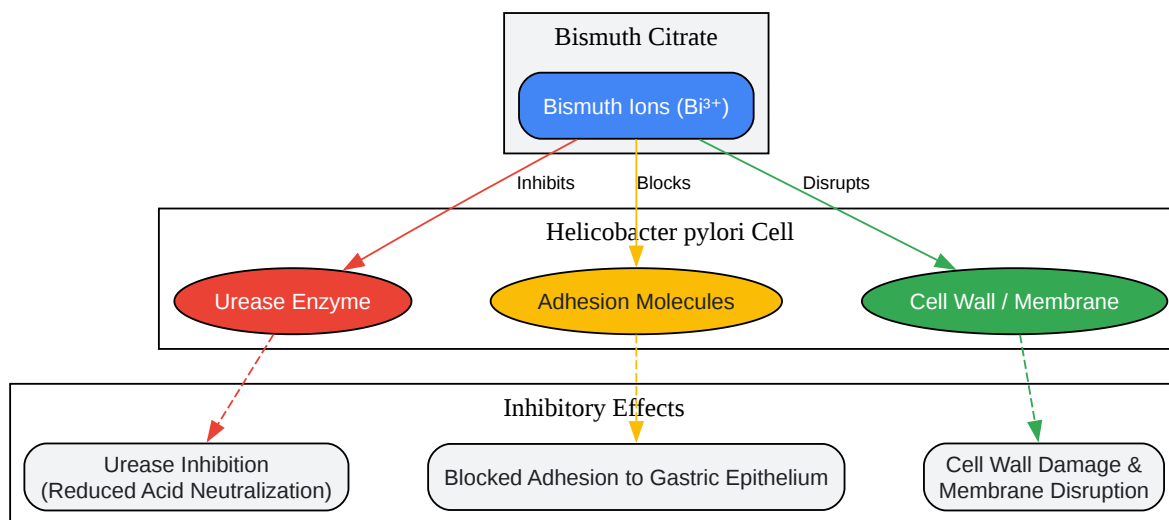 Bismuth Citrate
Bismuth Ions (Bi³⁺)
Inhibits
Blocks
Disrupts
Helicobacter pylori Cell
Urease Enzyme
Adhesion Molecules
Cell Wall / Membrane
Inhibitory Effects
Urease Inhibition
(Reduced Acid Neutralization)
Blocked Adhesion to Gastric Epithelium
Cell Wall Damage &
Membrane Disruption